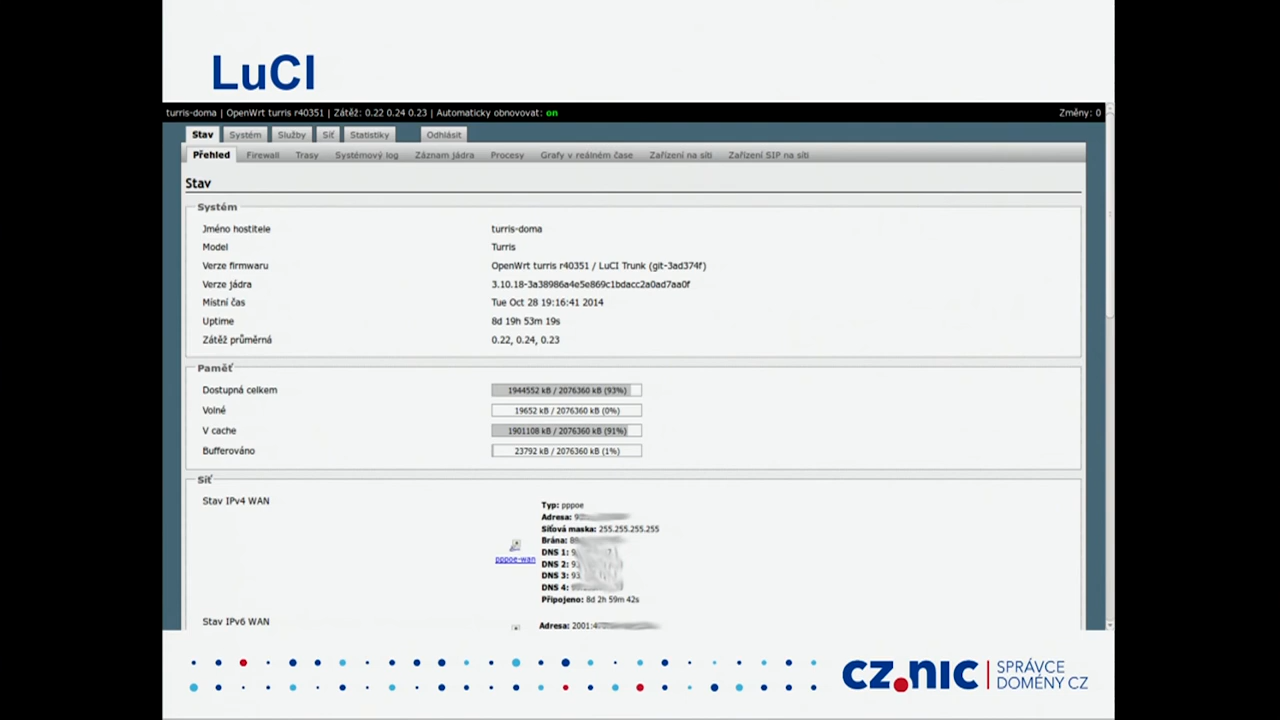 LuCI
turris-doma | OpenWrt turris r40351 | Zátěž: 0.22 0.24 0.23 | Automaticky obnovovat: on Změny: 0
Stav Systém Služby Síť Statistiky Odhlásit
Přehled Firewall Trasy Systémový log Záznam jádra Procesy Grafy v reálném čase Zařízení na síti Zařízení SIP na síti
Stav
Systém
Jméno hostitele turris-doma
Model Turris
Verze firmwaru OpenWrt turris r40351 / LuCI Trunk (git-3ad374f)
Verze jádra 3.10.18-3a38986a4e5e869c1bdacc2a0ad7aa0f
Místní čas Tue Oct 28 19:16:41 2014
Uptime 8d 19h 53m 19s
Zátěž průměrná 0.22, 0.24, 0.23
Paměť
Dostupná celkem 1944552 kB / 2076360 kB (93%)
Volné 19652 kB / 2076360 kB (0%)
V cache 1901108 kB / 2076360 kB (91%)
Bufferováno 23792 kB / 2076360 kB (1%)
Síť
Stav IPv4 WAN
pppoe-wan
Typ: pppoe
Adresa:
Síťová maska: 255.255.255.255
Brána:
DNS 1:
DNS 2:
DNS 3:
DNS 4:
Připojeno: 8d 2h 59m 42s
Stav IPv6 WAN
Adresa:
CZ.NIC | SPRÁVCE
DOMÉNY CZ